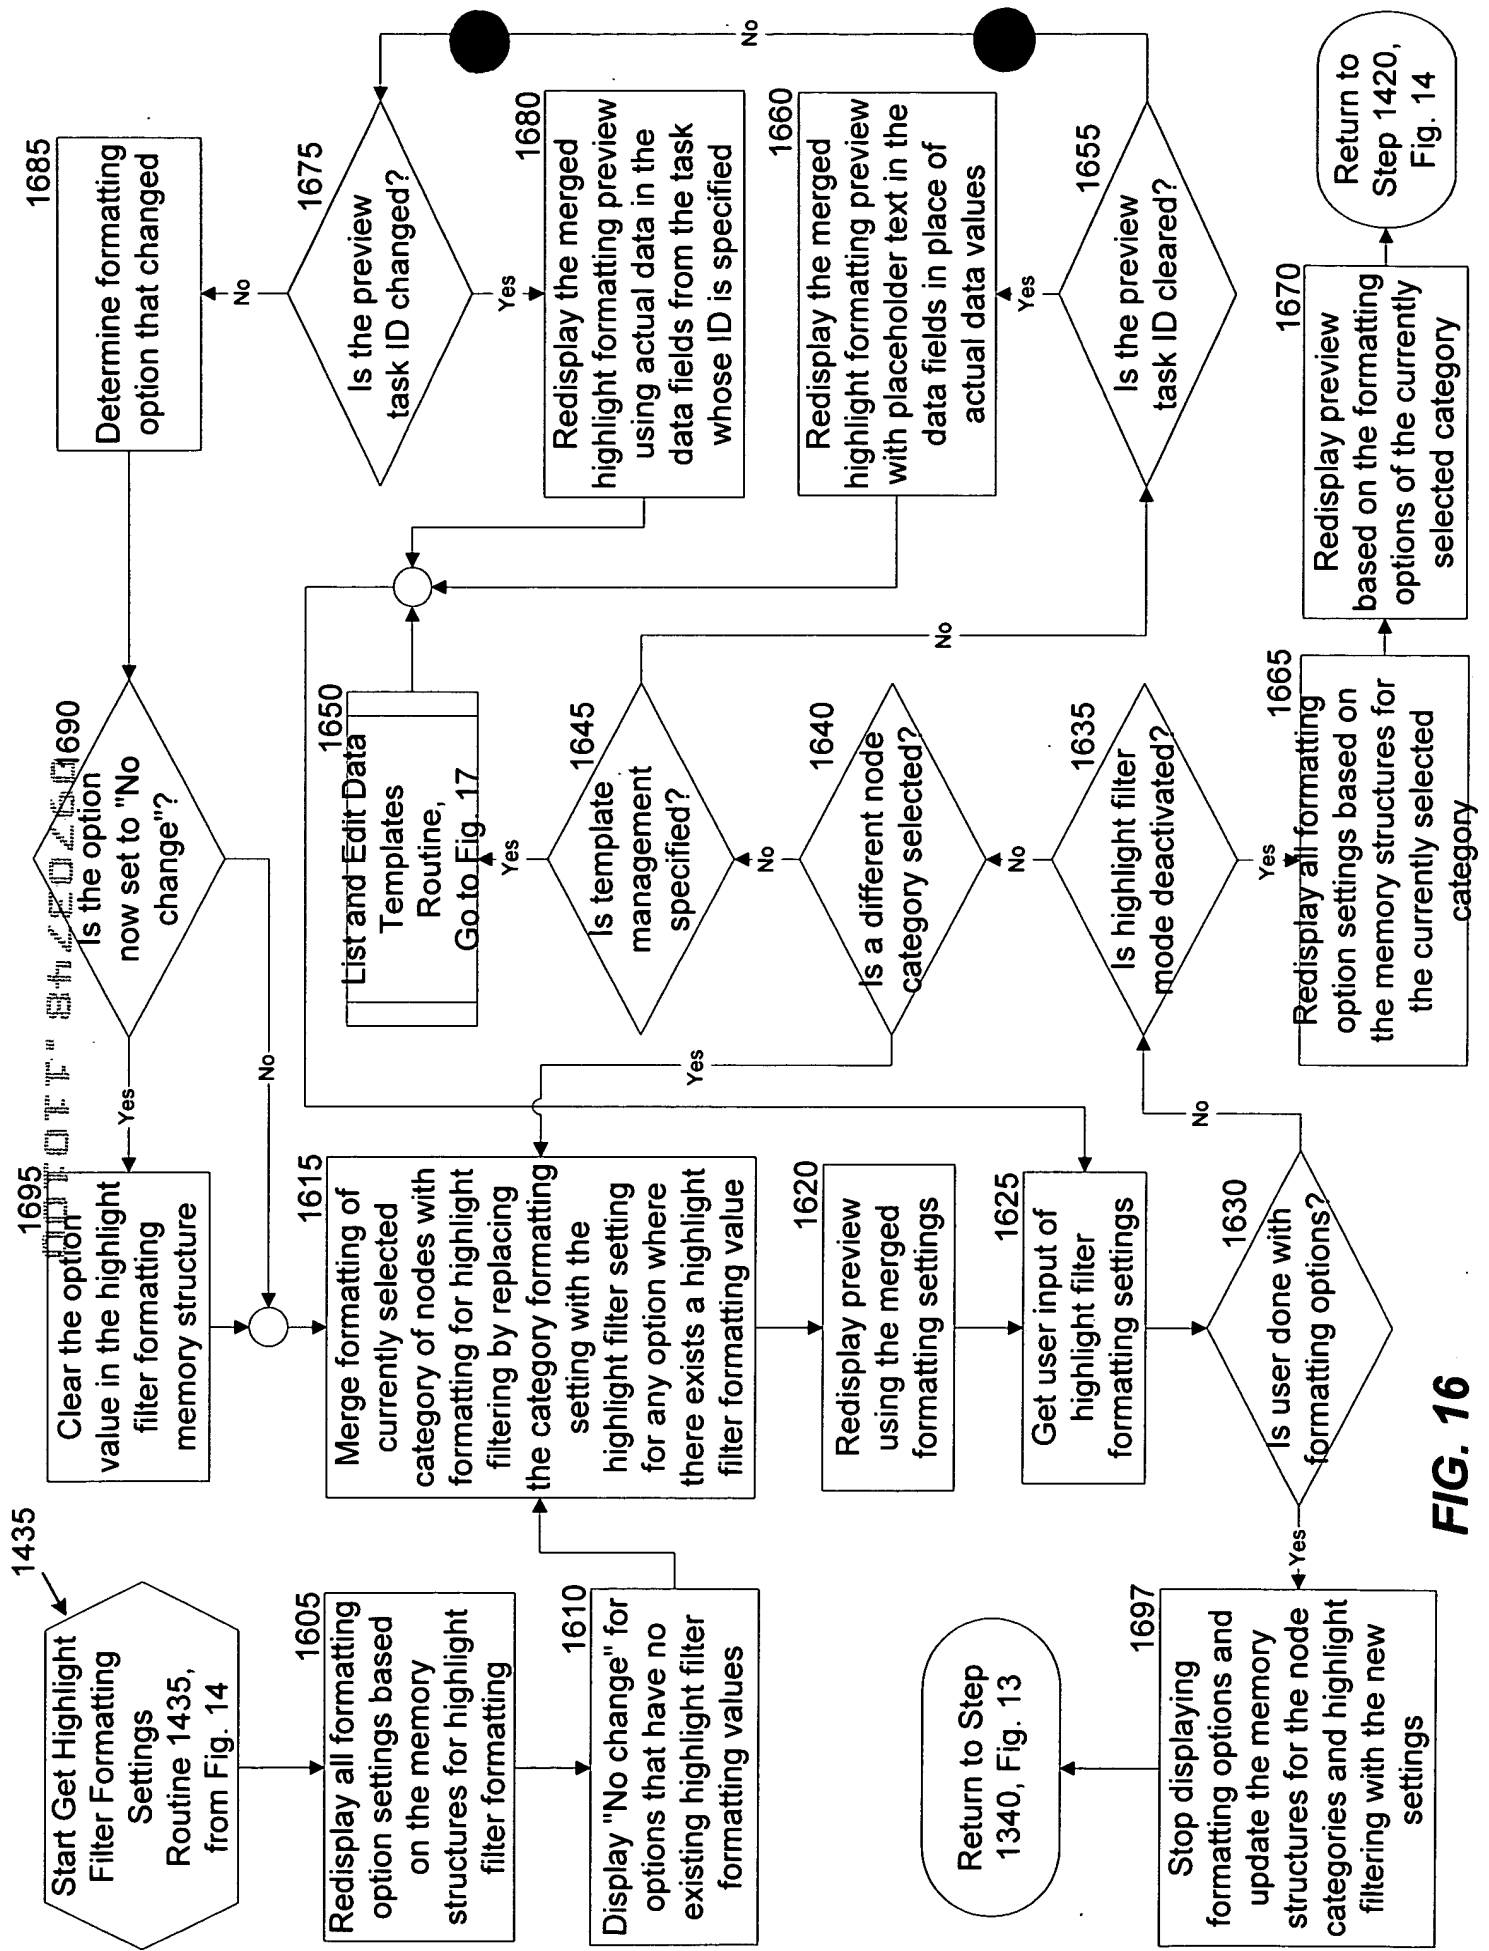 1435
Start Get Highlight
Filter Formatting
Settings
Routine 1435,
from Fig. 14
1605
Redisplay all formatting
option settings based
on the memory
structures for highlight
filter formatting
1610
Display "No change" for
options that have no
existing highlight filter
formatting values
1695
Clear the option
value in the highlight
filter formatting
memory structure
1615
Merge formatting of
currently selected
category of nodes with
formatting for highlight
filtering by replacing
the category formatting
setting with the
highlight filter setting
for any option where
there exists a highlight
filter formatting value
1620
Redisplay preview
using the merged
formatting settings
1625
Get user input of
highlight filter
formatting settings
1630
Is user done with
formatting options?
Yes
No
1697
Stop displaying
formatting options and
update the memory
structures for the node
categories and highlight
filtering with the new
settings
Return to Step
1340, Fig. 13
1690
Is the option
now set to "No
change"?
Yes
No
1650
List and Edit Data
Templates
Routine,
Go to Fig. 17
Yes
1645
Is template
management
specified?
No
No
1640
Is a different node
category selected?
Yes
No
1635
Is highlight filter
mode deactivated?
Yes
1665
Redisplay all formatting
option settings based on
the memory structures for
the currently selected
category
1685
Determine formatting
option that changed
No
1675
Is the preview
task ID changed?
Yes
1680
Redisplay the merged
highlight formatting preview
using actual data in the
data fields from the task
whose ID is specified
No
1660
Redisplay the merged
highlight formatting preview
with placeholder text in the
data fields in place of
actual data values
Yes
1655
Is the preview
task ID cleared?
1670
Redisplay preview
based on the formatting
options of the currently
selected category
Return to
Step 1420,
Fig. 14
FIG. 16